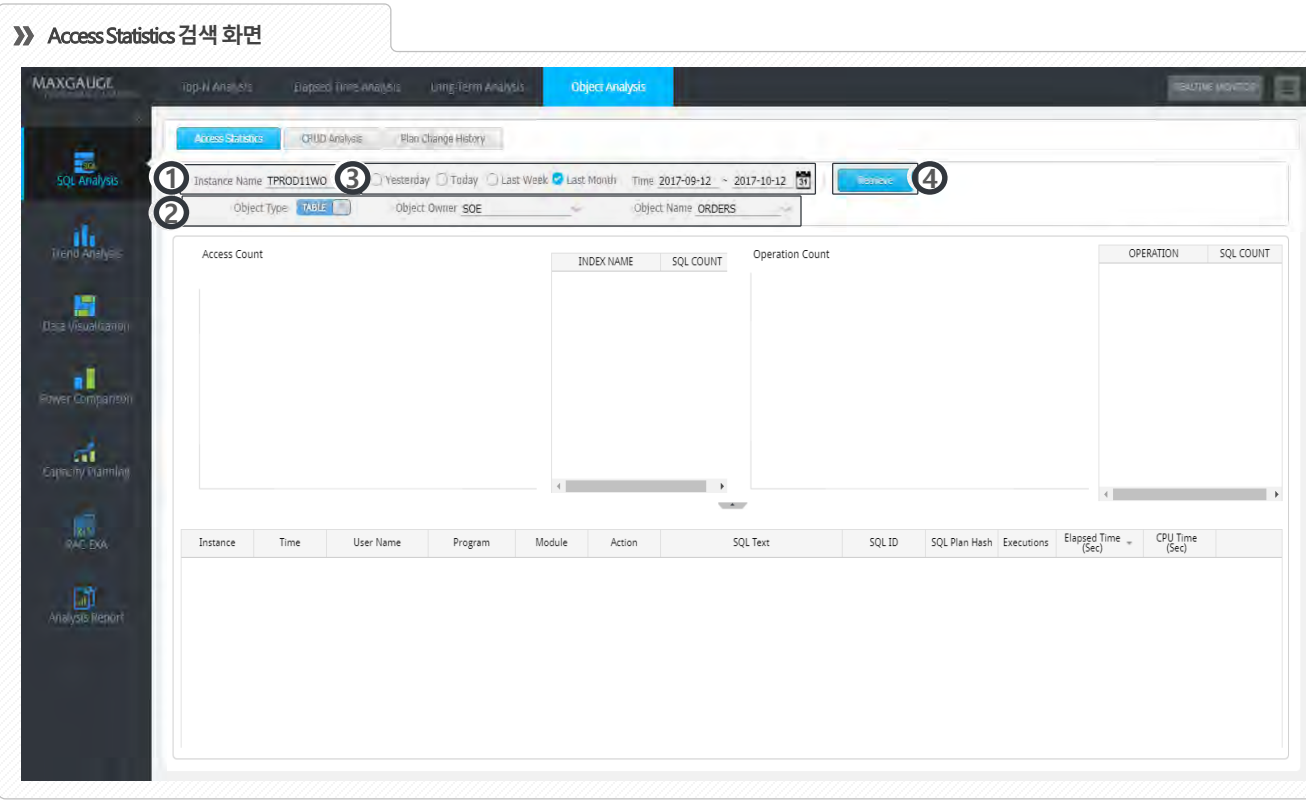 Access Statistics 검색 화면
MAXGAUGE
Top-N Analysis Elapsed Time Analysis Long-Term Analysis Object Analysis REALTIME MONITOR
Access Statistics CRUD Analysis Plan Change History
SQL Analysis
① Instance Name TPROD11WO ③ Yesterday Today Last Week Last Month Time 2017-09-12 ~ 2017-10-12 31 Retrieve ④
② Object Type TABLE Object Owner SOE Object Name ORDERS
Trend Analysis
Access Count INDEX NAME SQL COUNT Operation Count OPERATION SQL COUNT
Data Visualization
Power Comparison
Capacity Planning
RAC-EXA
Instance Time User Name Program Module Action SQL Text SQL ID SQL Plan Hash Executions Elapsed Time (Sec) CPU Time (Sec)
Analysis Report